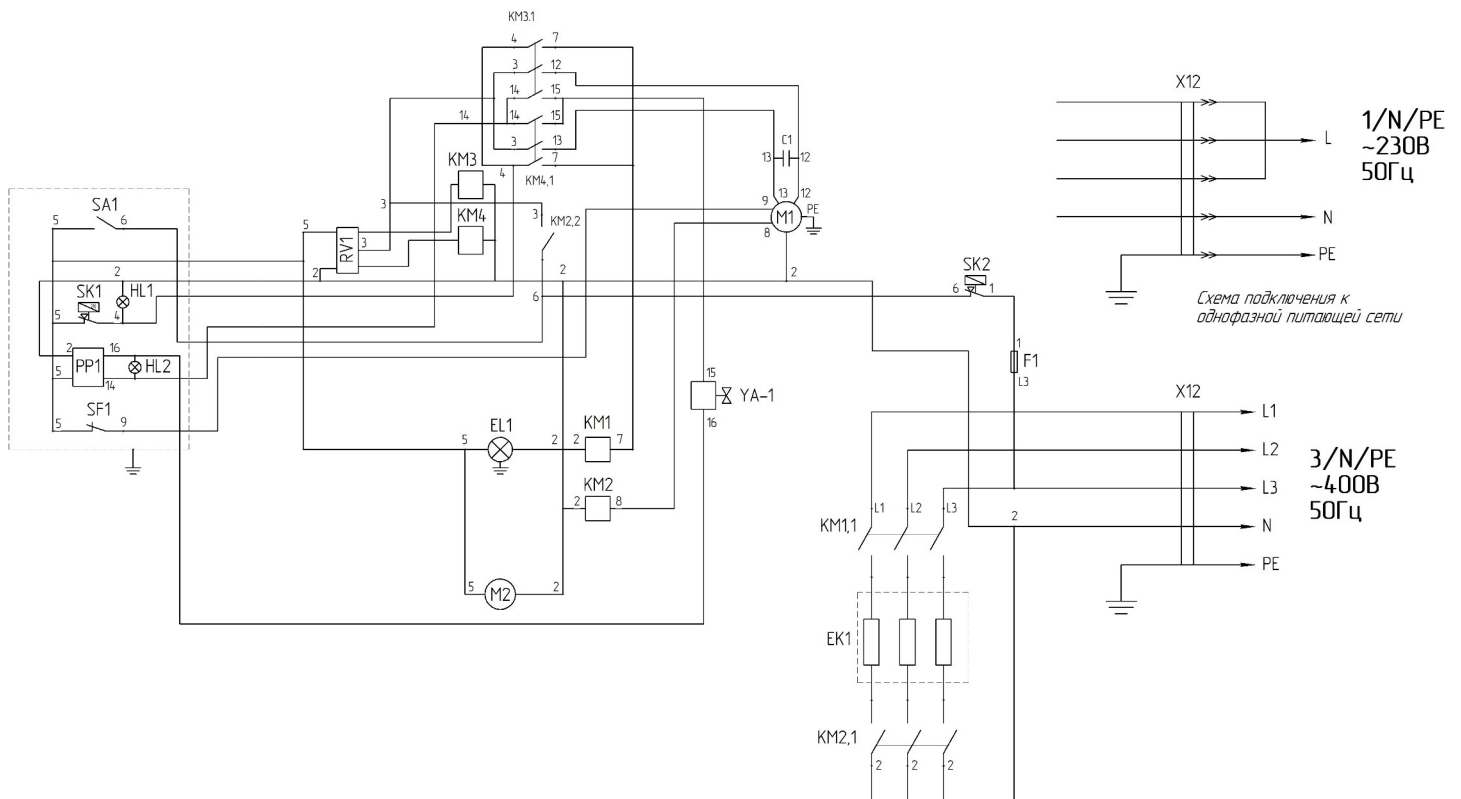 KM3.1
4 7
3 12
14 15
14 14 15
3 13
7
4
KM4,1
C1
13 12
KM3
KM4
13 12
9 M1 PE
8
SA1
5 6
3
3
KM2,2
5
RV1
3
2
2
2
2
SK1
HL1
5 4
6
SK2
6 1
2 16
PP1
HL2
5 14
SF1
5 9
1
F1
L3
15
YA-1
16
EL1
5 2
KM1
2 7
KM2
2 8
5 M2 2
X12
L
N
PE
1/N/PE
~230В
50Гц
Схема подключения к
однофазной питающей сети
X12
L1
L2
L3
N
PE
3/N/PE
~400В
50Гц
2
KM1,1
L1 L2 L3
EK1
KM2,1
2 2 2